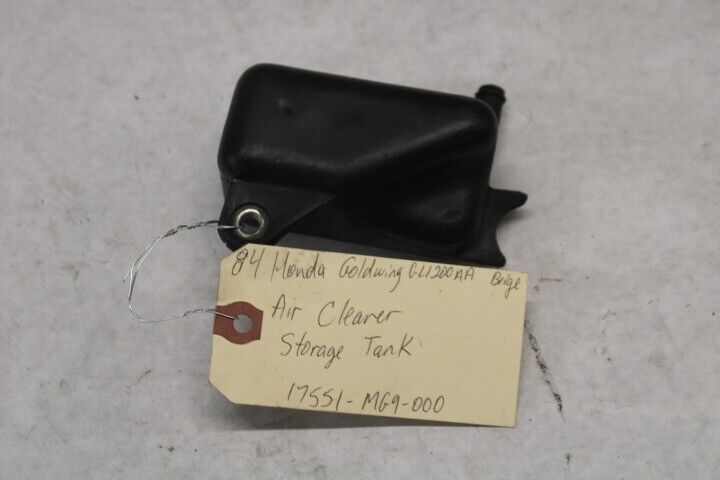 84 Honda Goldwing GL1200AA Beige
Air Cleaner
Storage Tank
17551-MG9-000